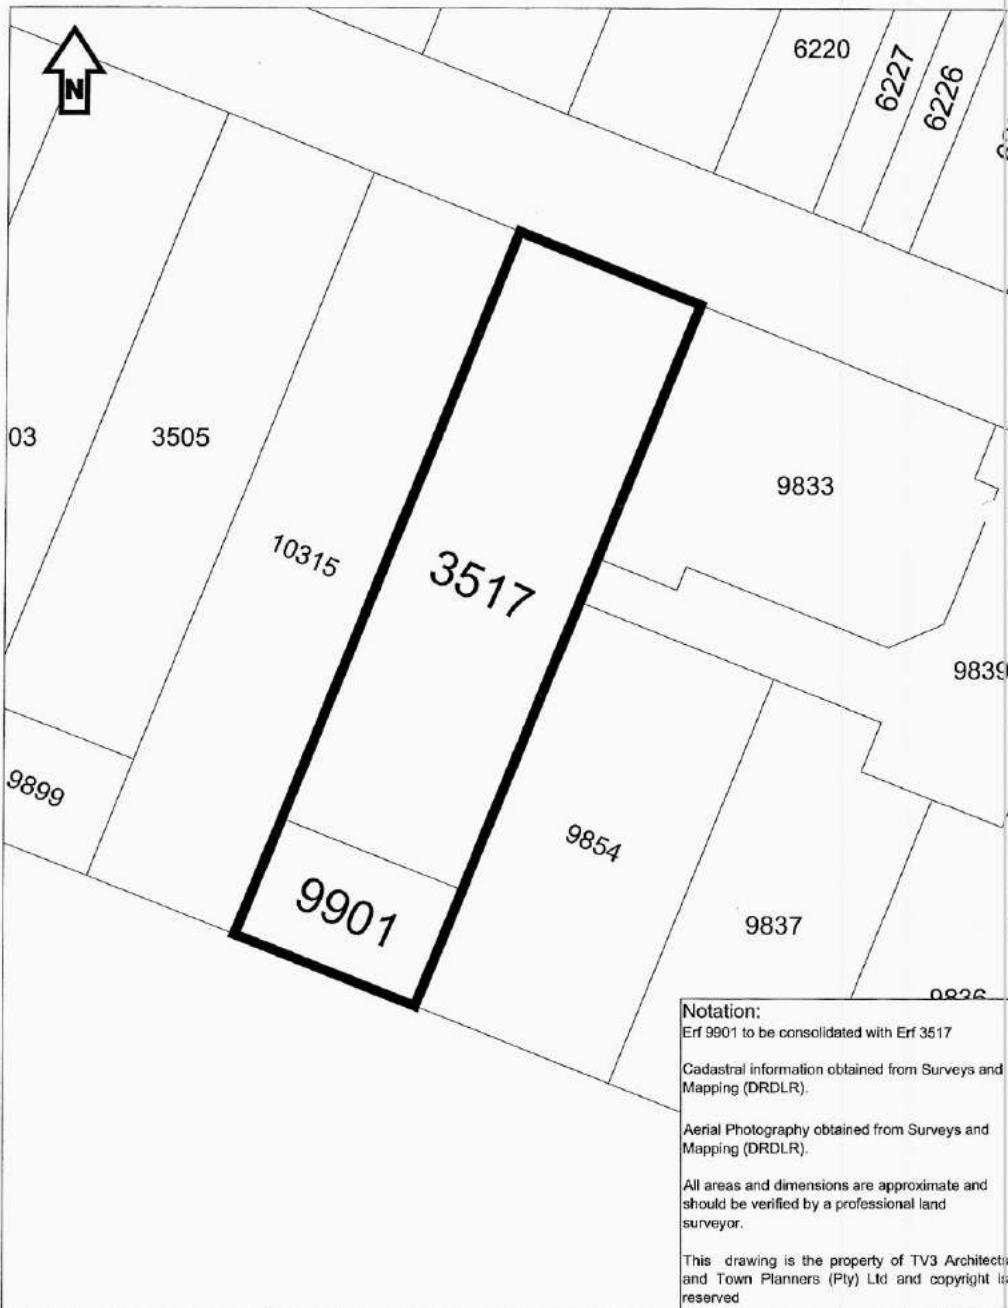 N
6220
6227
6226
03
3505
10315
3517
9833
9839
9899
9901
9854
9837
9836
Notation:
Erf 9901 to be consolidated with Erf 3517
Cadastral information obtained from Surveys and
Mapping (DRDLR).
Aerial Photography obtained from Surveys and
Mapping (DRDLR).
All areas and dimensions are approximate and
should be verified by a professional land
surveyor.
This drawing is the property of TV3
and Town Planners (Pty) Ltd and copyright
reserved